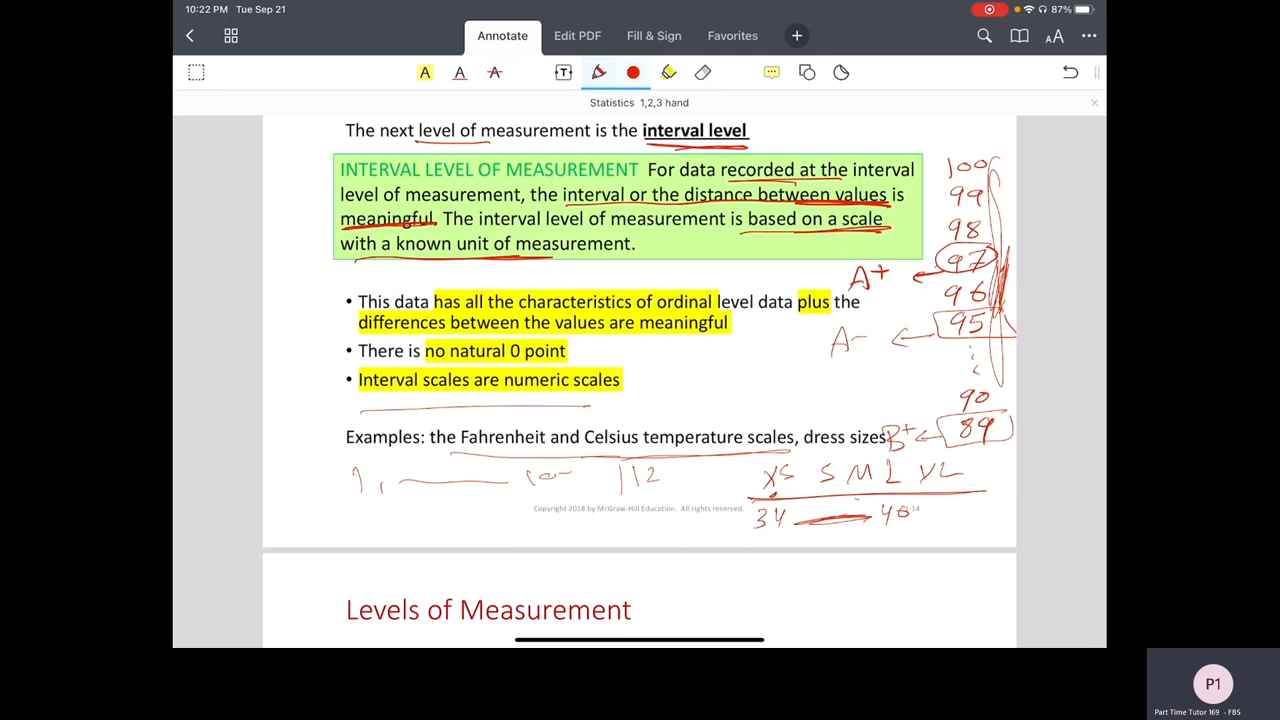 10:22 PM Tue Sep 21
87%
Annotate Edit PDF Fill & Sign Favorites
A A A T
AA
Statistics 1,2,3 hand
The next level of measurement is the interval level
INTERVAL LEVEL OF MEASUREMENT For data recorded at the interval
level of measurement, the interval or the distance between values is
meaningful. The interval level of measurement is based on a scale
with a known unit of measurement.
100
99
98
97
A+
96
95
A-
90
89
B+
• This data has all the characteristics of ordinal level data plus the
differences between the values are meaningful
• There is no natural 0 point
• Interval scales are numeric scales
Examples: the Fahrenheit and Celsius temperature scales, dress sizes
XS S M L XL
34 40
Copyright 2018 by McGraw-Hill Education. All rights reserved.
-14
Levels of Measurement
P1
Part Time Tutor 169 - FBS